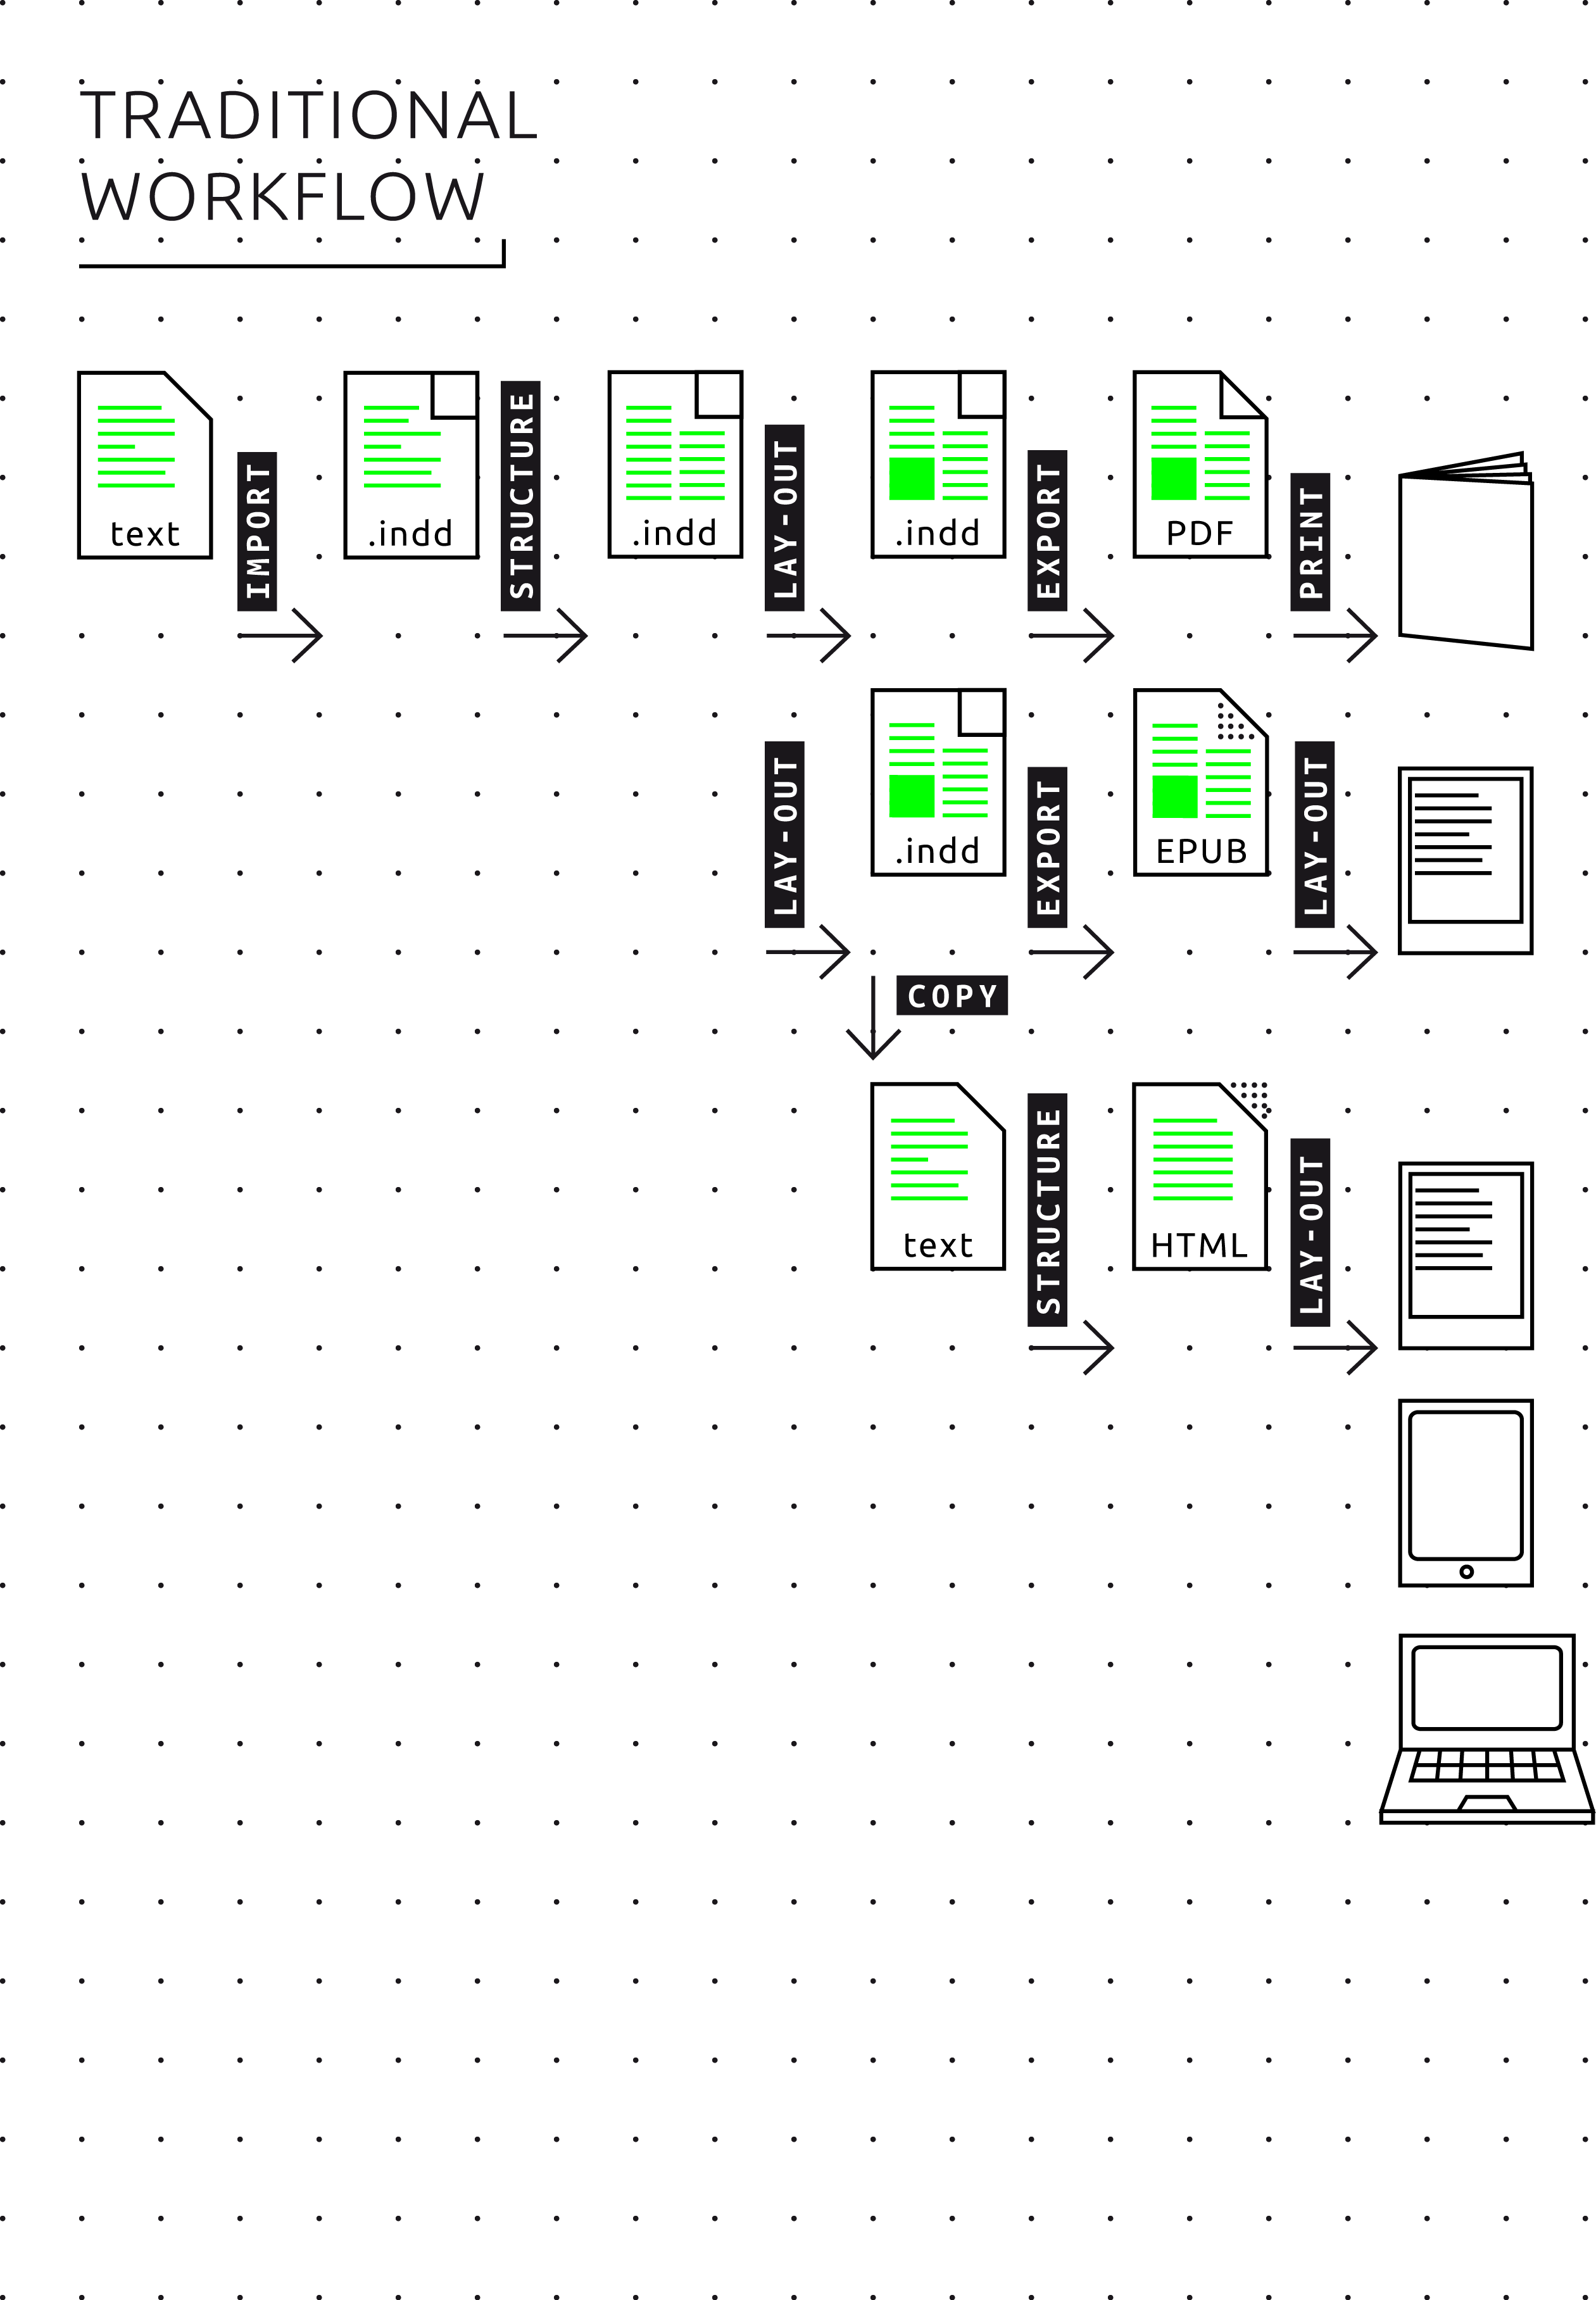 TRADITIONAL
WORKFLOW
text
IMPORT
.indd
STRUCTURE
.indd
LAY-OUT
.indd
EXPORT
PDF
PRINT
LAY-OUT
.indd
EXPORT
EPUB
LAY-OUT
COPY
text
STRUCTURE
HTML
LAY-OUT